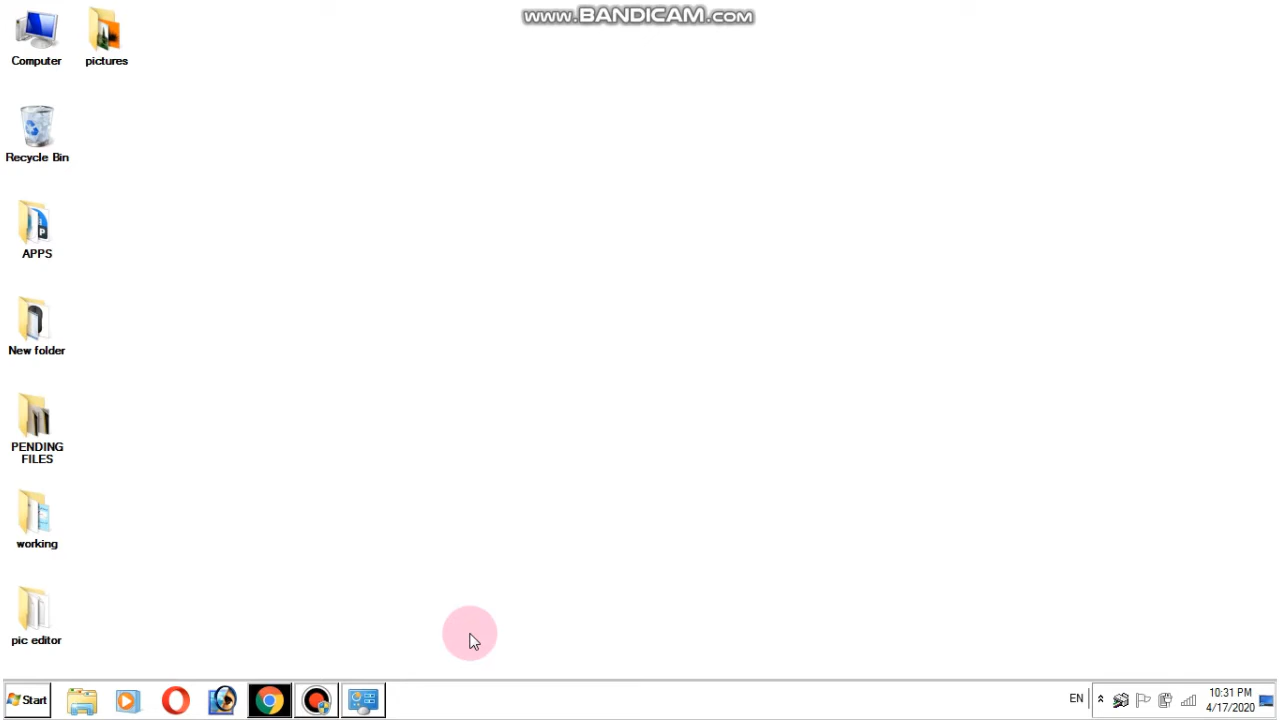 www.BANDICAM.com
Computer
pictures
Recycle Bin
APPS
New folder
PENDING
FILES
working
pic editor
Start
EN
10:31 PM
4/17/2020